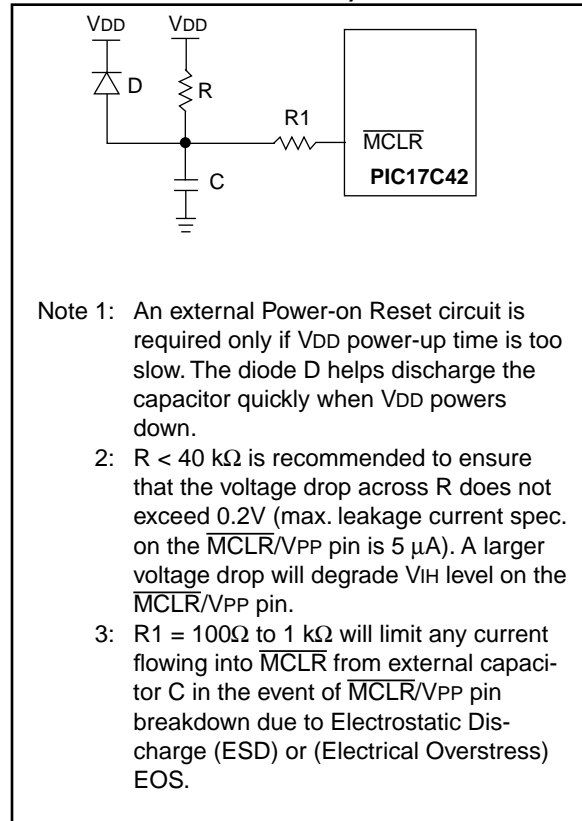 VDD VDD
D
R
R1
MCLR
PIC17C42
C
Note 1: An external Power-on Reset circuit is
required only if VDD power-up time is too
slow. The diode D helps discharge the
capacitor quickly when VDD powers
down.
2: R < 40 kΩ is recommended to ensure
that the voltage drop across R does not
exceed 0.2V (max. leakage current spec.
on the MCLR/VPP pin is 5 μA). A larger
voltage drop will degrade VIH level on the
MCLR/VPP pin.
3: R1 = 100Ω to 1 kΩ will limit any current
flowing into MCLR from external capaci-
tor C in the event of MCLR/VPP pin
breakdown due to Electrostatic Dis-
charge (ESD) or (Electrical Overstress)
EOS.